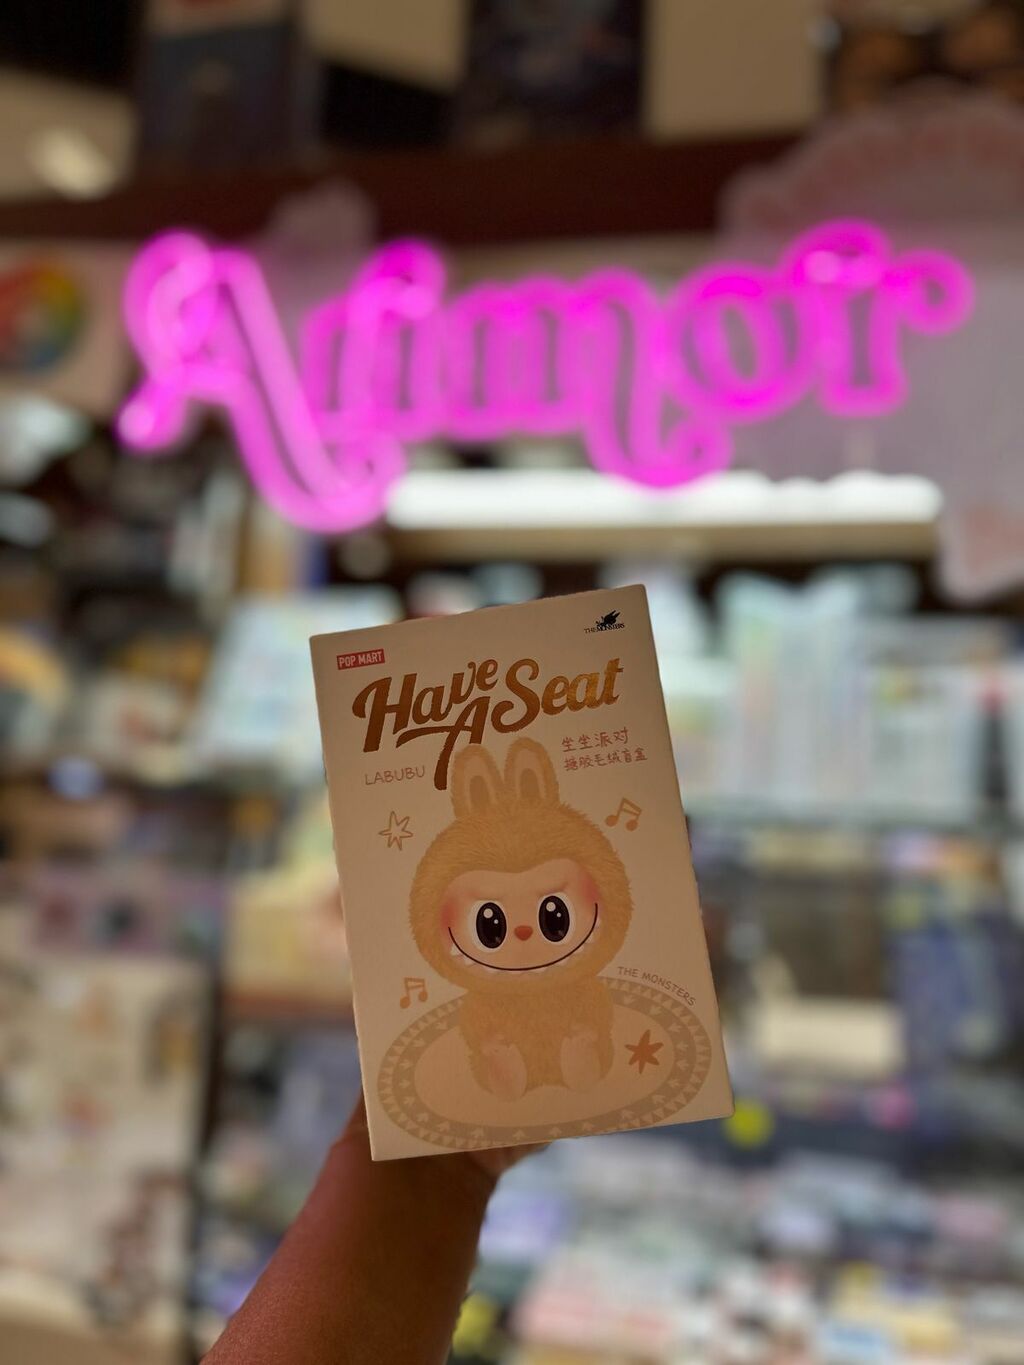 Aumor
POP MART
THE MONSTERS
Have
A Seat
LABUBU
坐坐派对
搪胶毛绒盲盒
THE MONSTERS